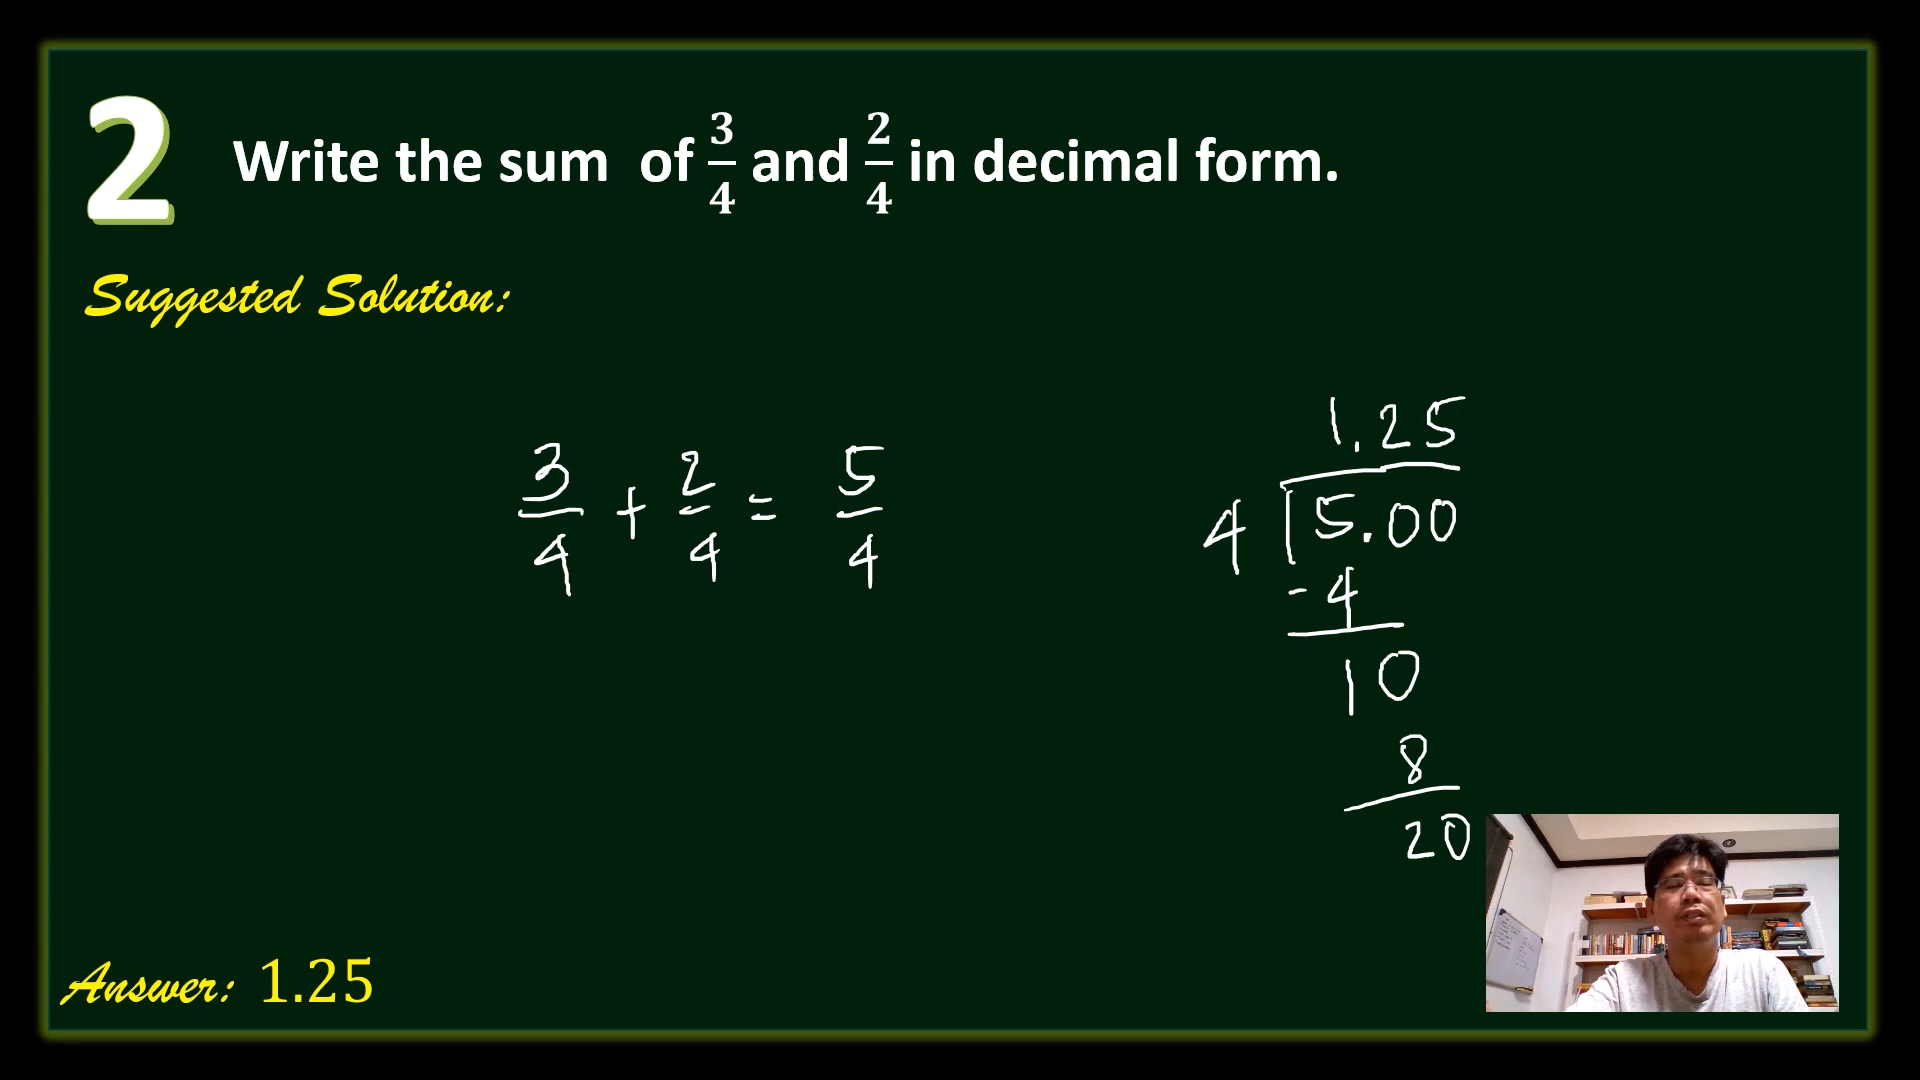 2 Write the sum of 3/4 and 2/4 in decimal form.
Suggested Solution:
3/4 + 2/4 = 5/4
1.25
4 5.00
- 4
10
8
20
Answer: 1.25